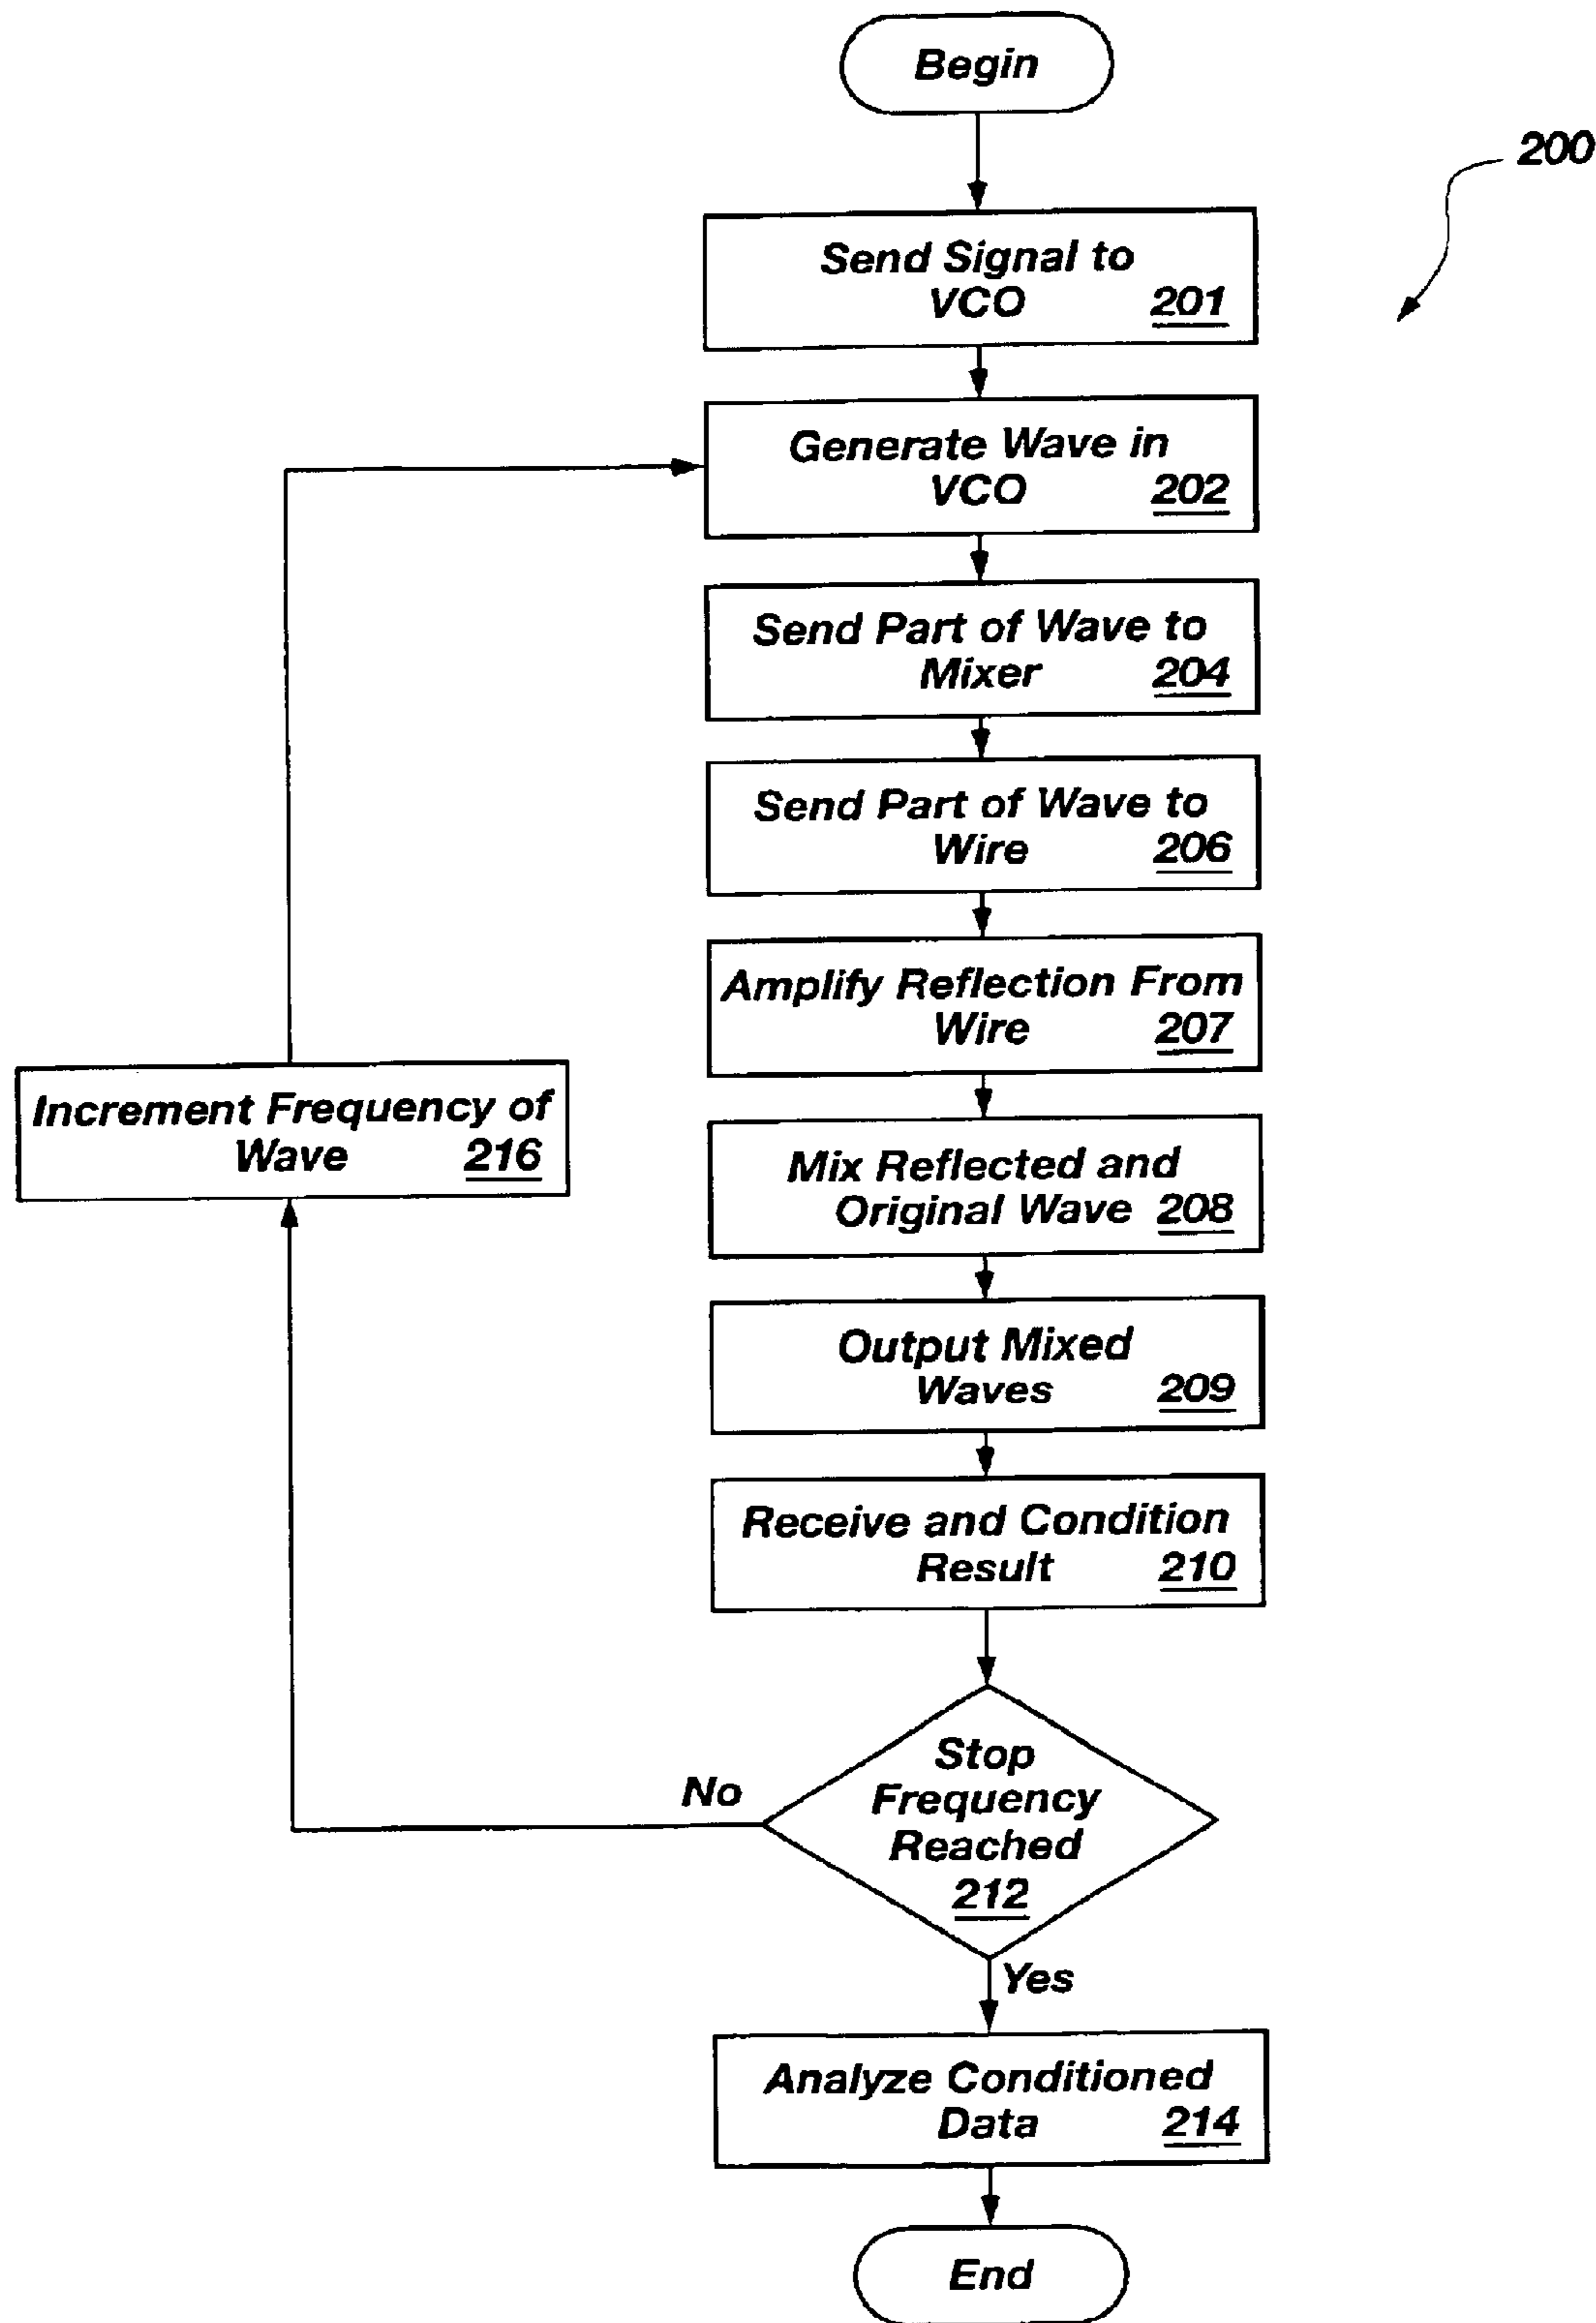 Begin
200
Send Signal to
VCO 201
Generate Wave in
VCO 202
Send Part of Wave to
Mixer 204
Send Part of Wave to
Wire 206
Amplify Reflection From
Wire 207
Increment Frequency of
Wave 216
Mix Reflected and
Original Wave 208
Output Mixed
Waves 209
Receive and Condition
Result 210
Stop
Frequency
Reached
212
No
Yes
Analyze Conditioned
Data 214
End